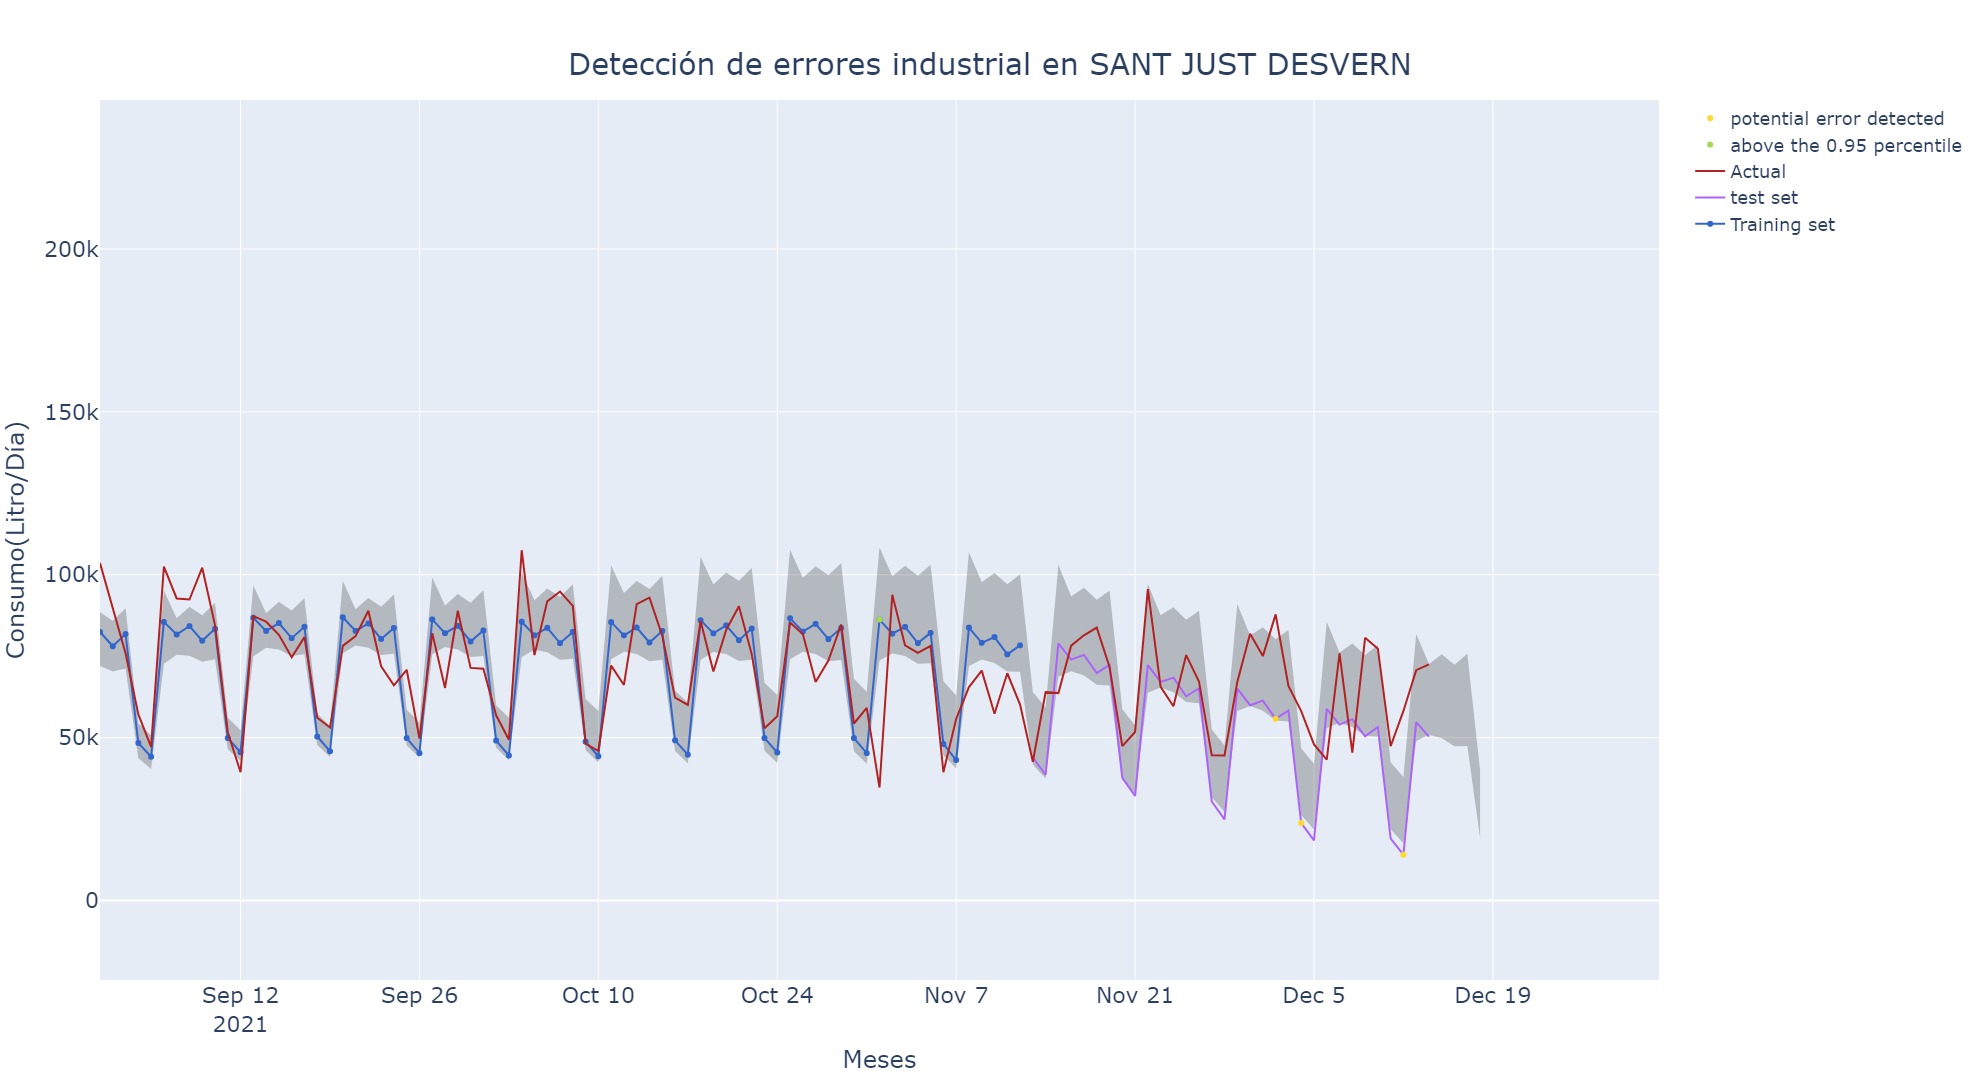 Detección de errores industrial en SANT JUST DESVERN
potential error detected
above the 0.95 percentile
Actual
test set
Training set
Consumo(Litro/Día)
200k
150k
100k
50k
0
Sep 12
2021
Sep 26
Oct 10
Oct 24
Nov 7
Nov 21
Dec 5
Dec 19
Meses